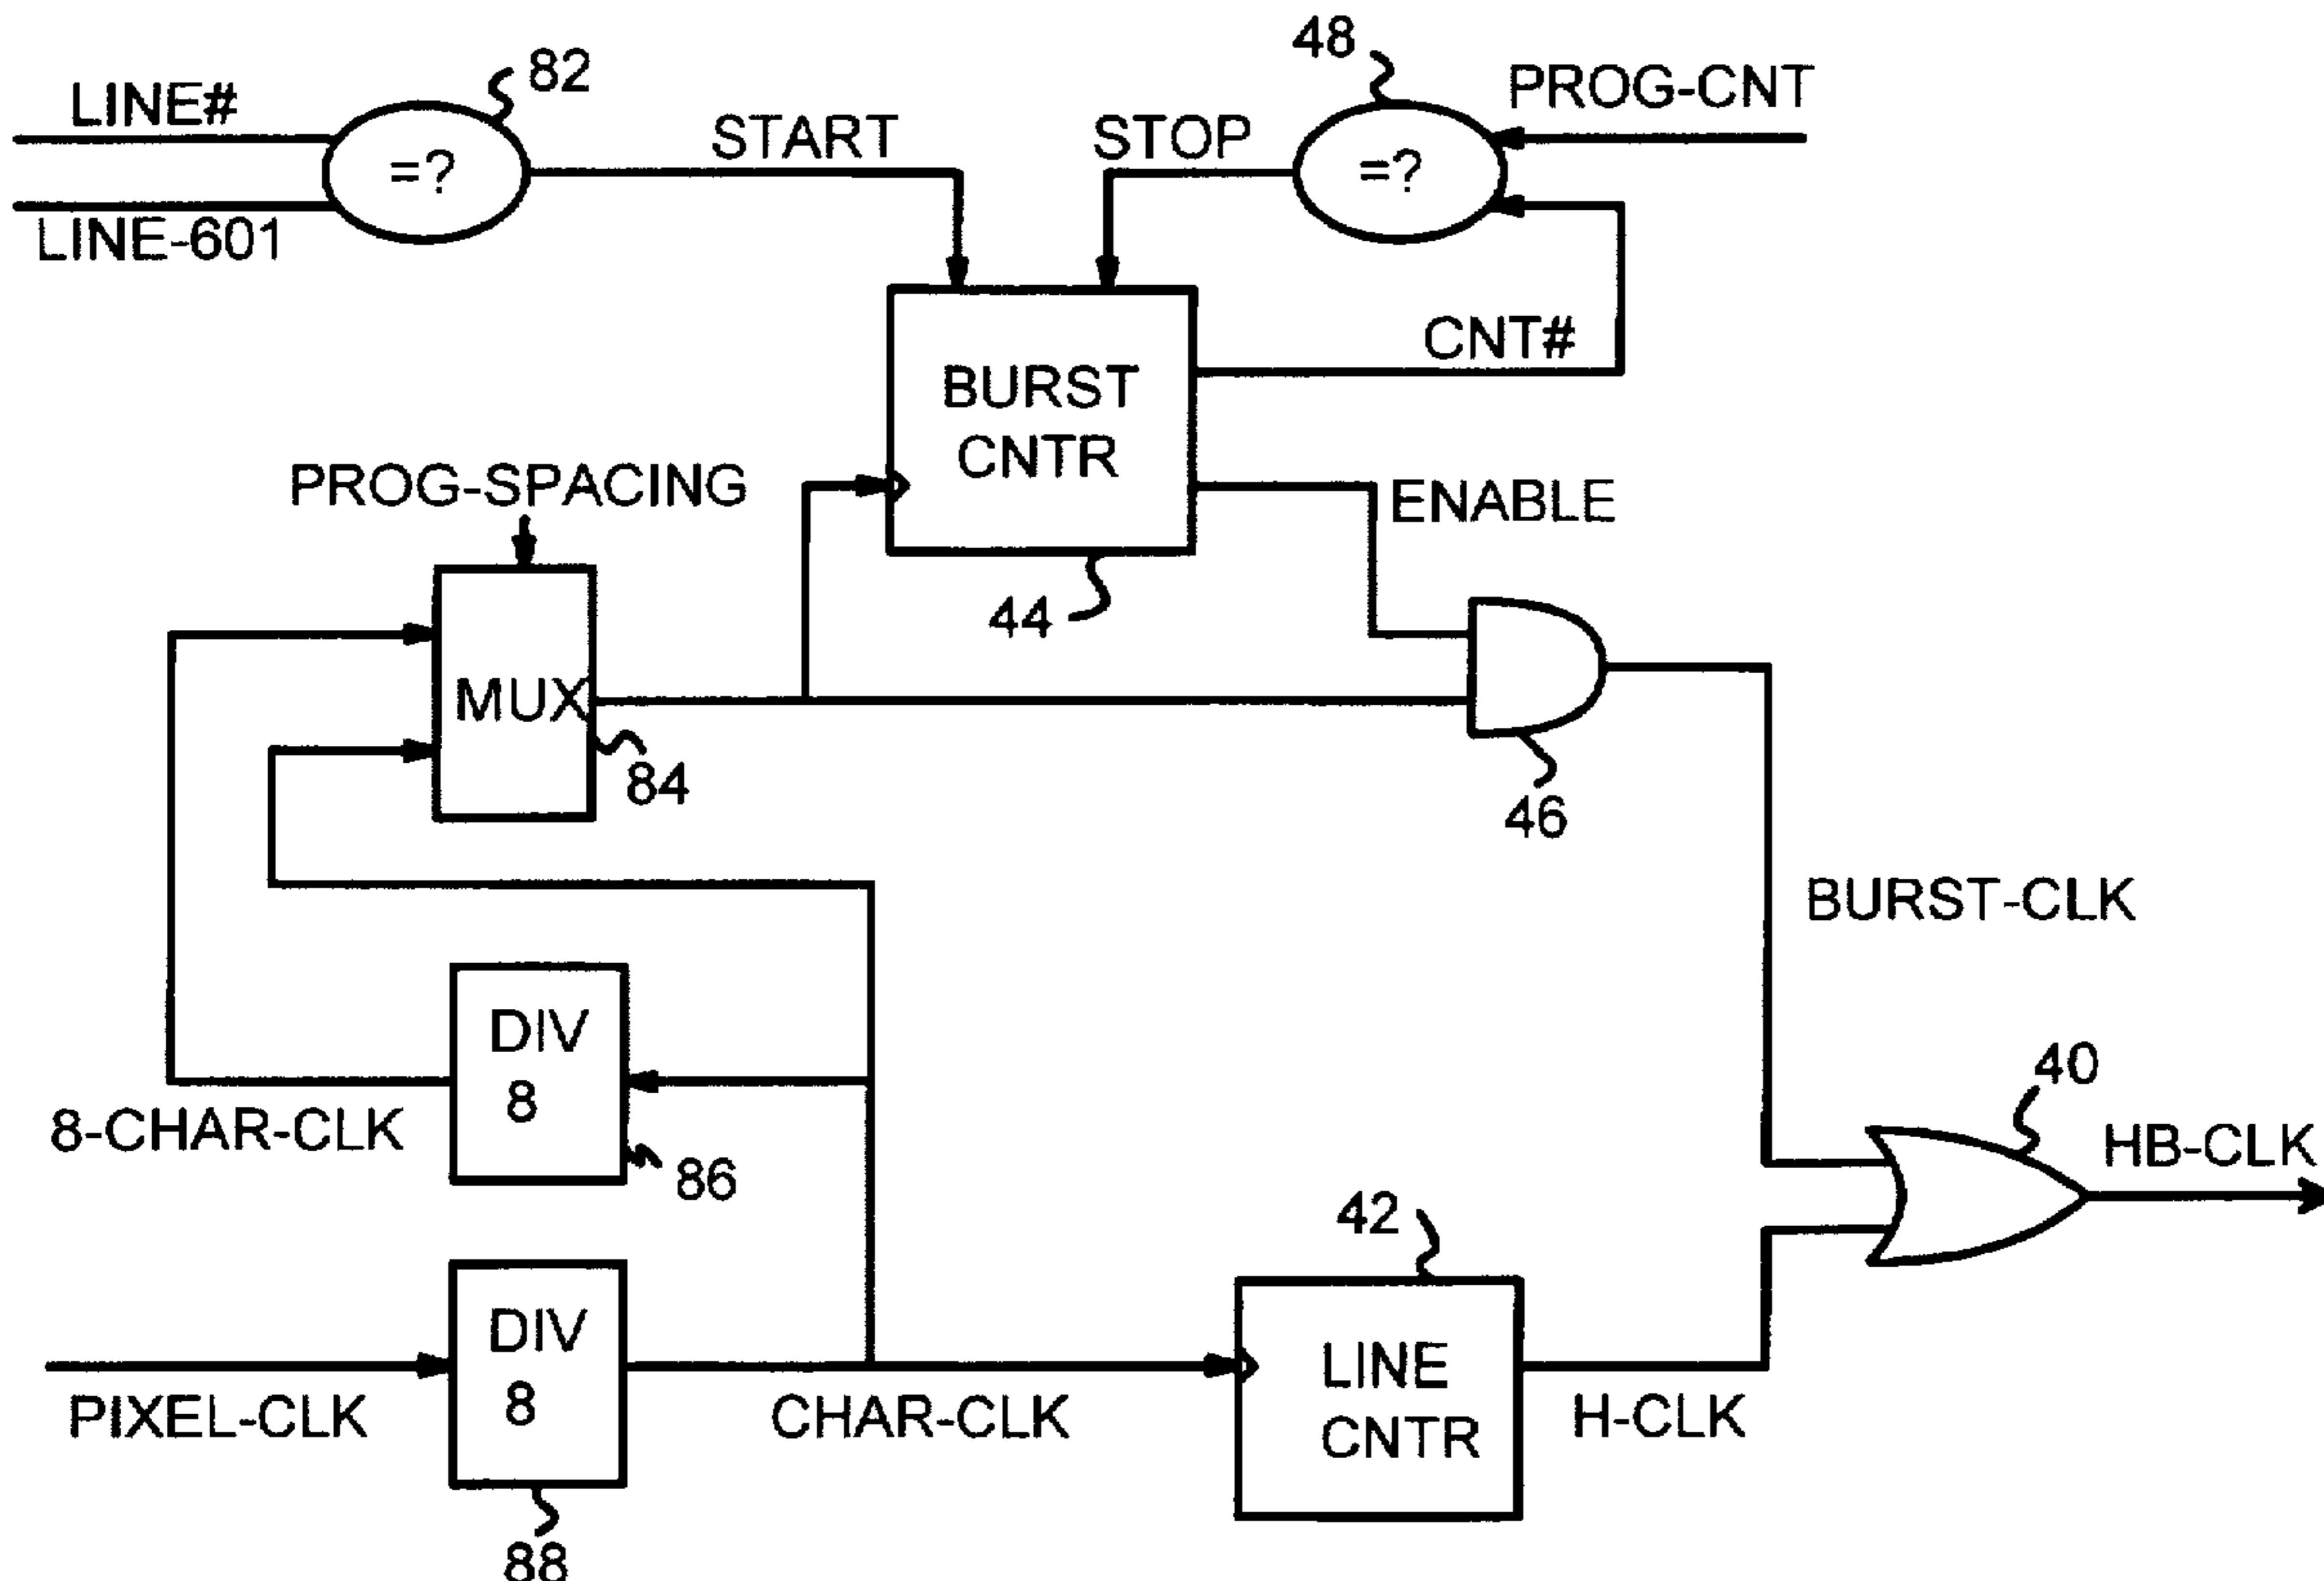 LINE#
82
=?
START
LINE-601
48
PROG-CNT
STOP
=?
CNT#
BURST
CNTR
ENABLE
44
PROG-SPACING
MUX
84
46
BURST-CLK
DIV
8
8-CHAR-CLK
86
40
HB-CLK
42
DIV
8
PIXEL-CLK
88
CHAR-CLK
LINE
CNTR
H-CLK